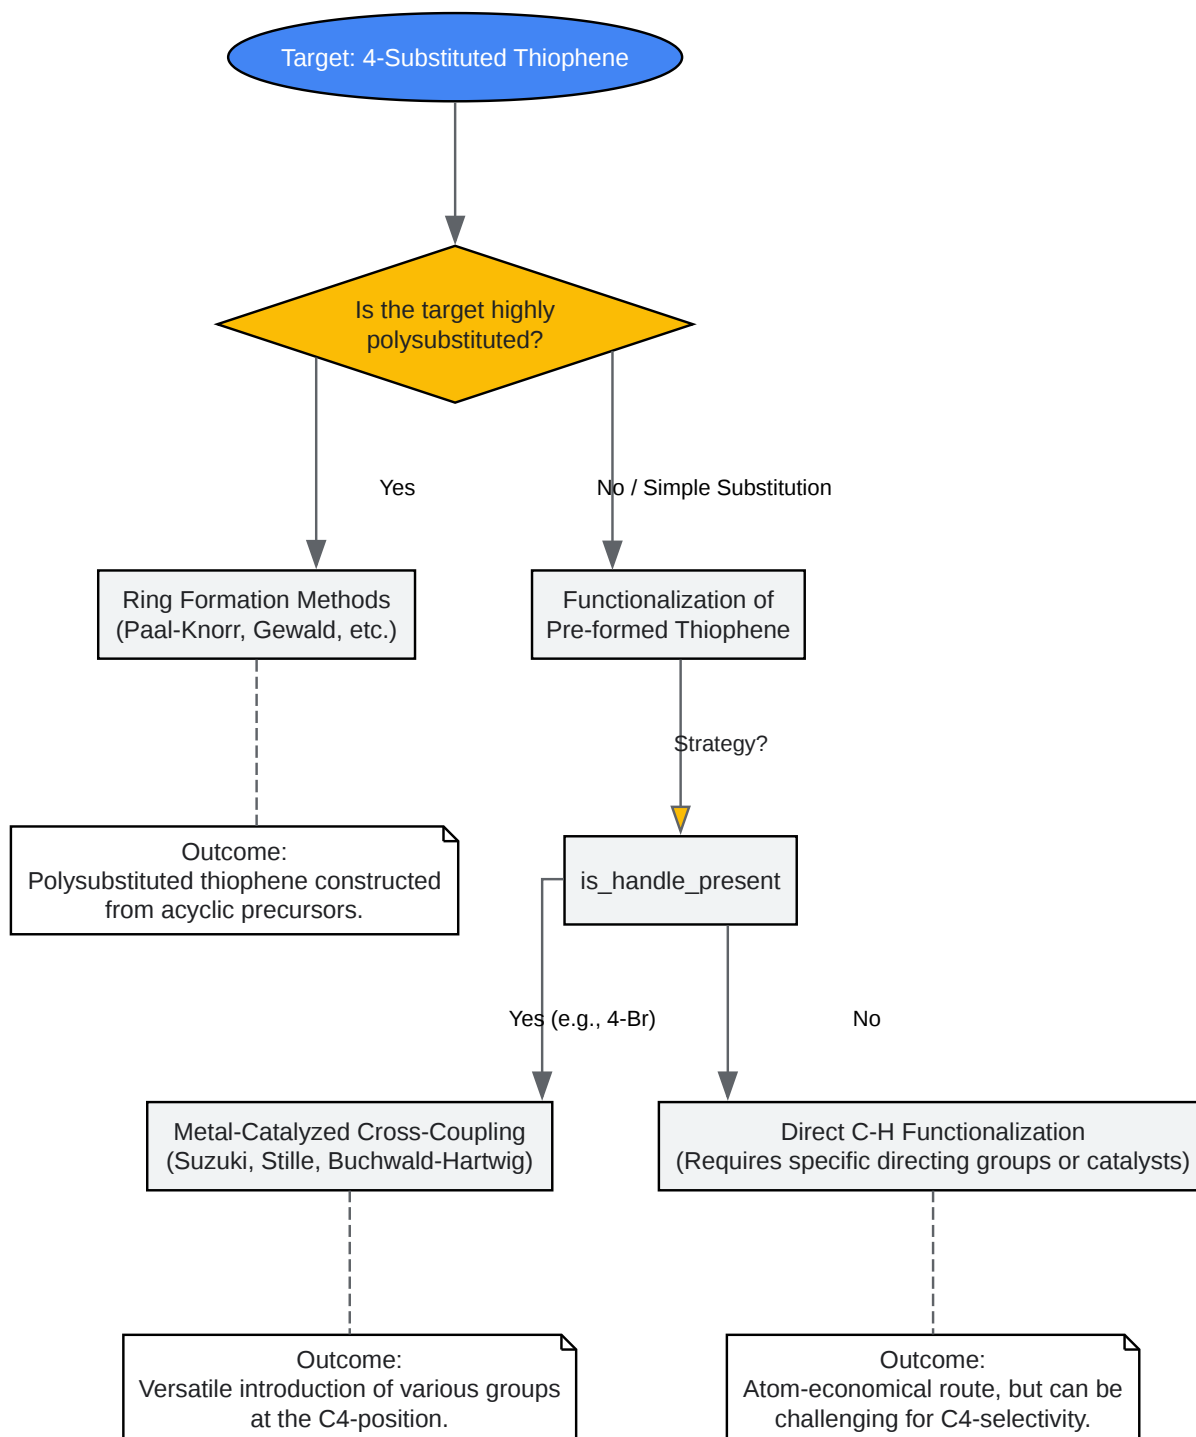 Target: 4-Substituted Thiophene
Is the target highly
polysubstituted?
Yes
No / Simple Substitution
Ring Formation Methods
(Paal-Knorr, Gewald, etc.)
Functionalization of
Pre-formed Thiophene
Strategy?
Outcome:
Polysubstituted thiophene constructed
from acyclic precursors.
is_handle_present
Yes (e.g., 4-Br)
No
Metal-Catalyzed Cross-Coupling
(Suzuki, Stille, Buchwald-Hartwig)
Direct C-H Functionalization
(Requires specific directing groups or catalysts)
Outcome:
Versatile introduction of various groups
at the C4-position.
Outcome:
Atom-economical route, but can be
challenging for C4-selectivity.